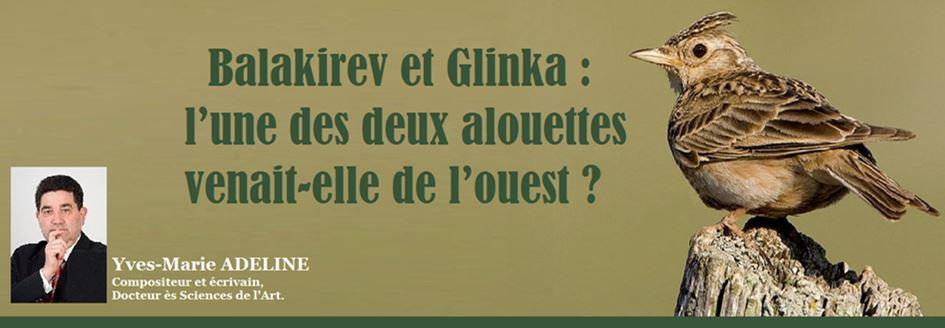 Balakirev et Glinka :
l’une des deux alouettes
venait-elle de l’ouest ?
Yves-Marie ADELINE
Compositeur et écrivain,
Docteur ès Sciences de l'Art.